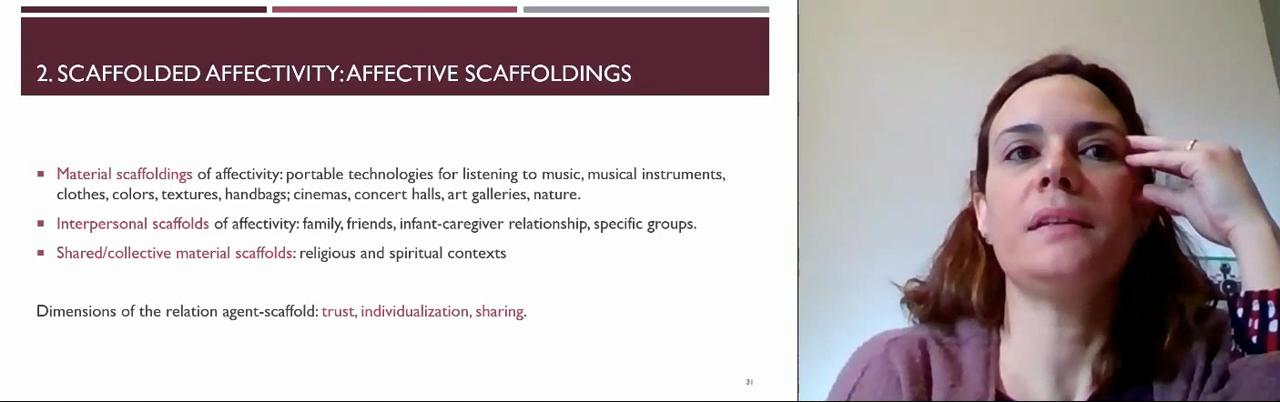 2. SCAFFOLDED AFFECTIVITY: AFFECTIVE SCAFFOLDINGS
Material scaffoldings of affectivity: portable technologies for listening to music, musical instruments,
clothes, colors, textures, handbags; cinemas, concert halls, art galleries, nature.
Interpersonal scaffolds of affectivity: family, friends, infant-caregiver relationship, specific groups.
Shared/collective material scaffolds: religious and spiritual contexts
Dimensions of the relation agent-scaffold: trust, individualization, sharing.
31